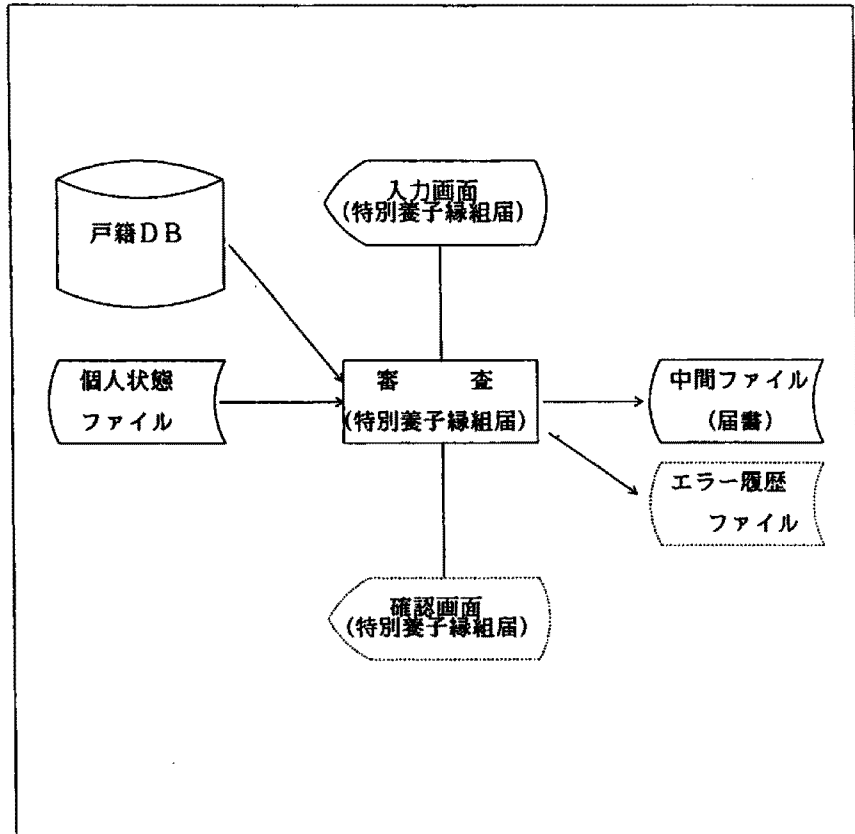 入力画面
(特別養子縁組届)
戸籍DB
個人状態
ファイル
審　　査
(特別養子縁組届)
中間ファイル
(届書)
エラー履歴
ファイル
確認画面
(特別養子縁組届)